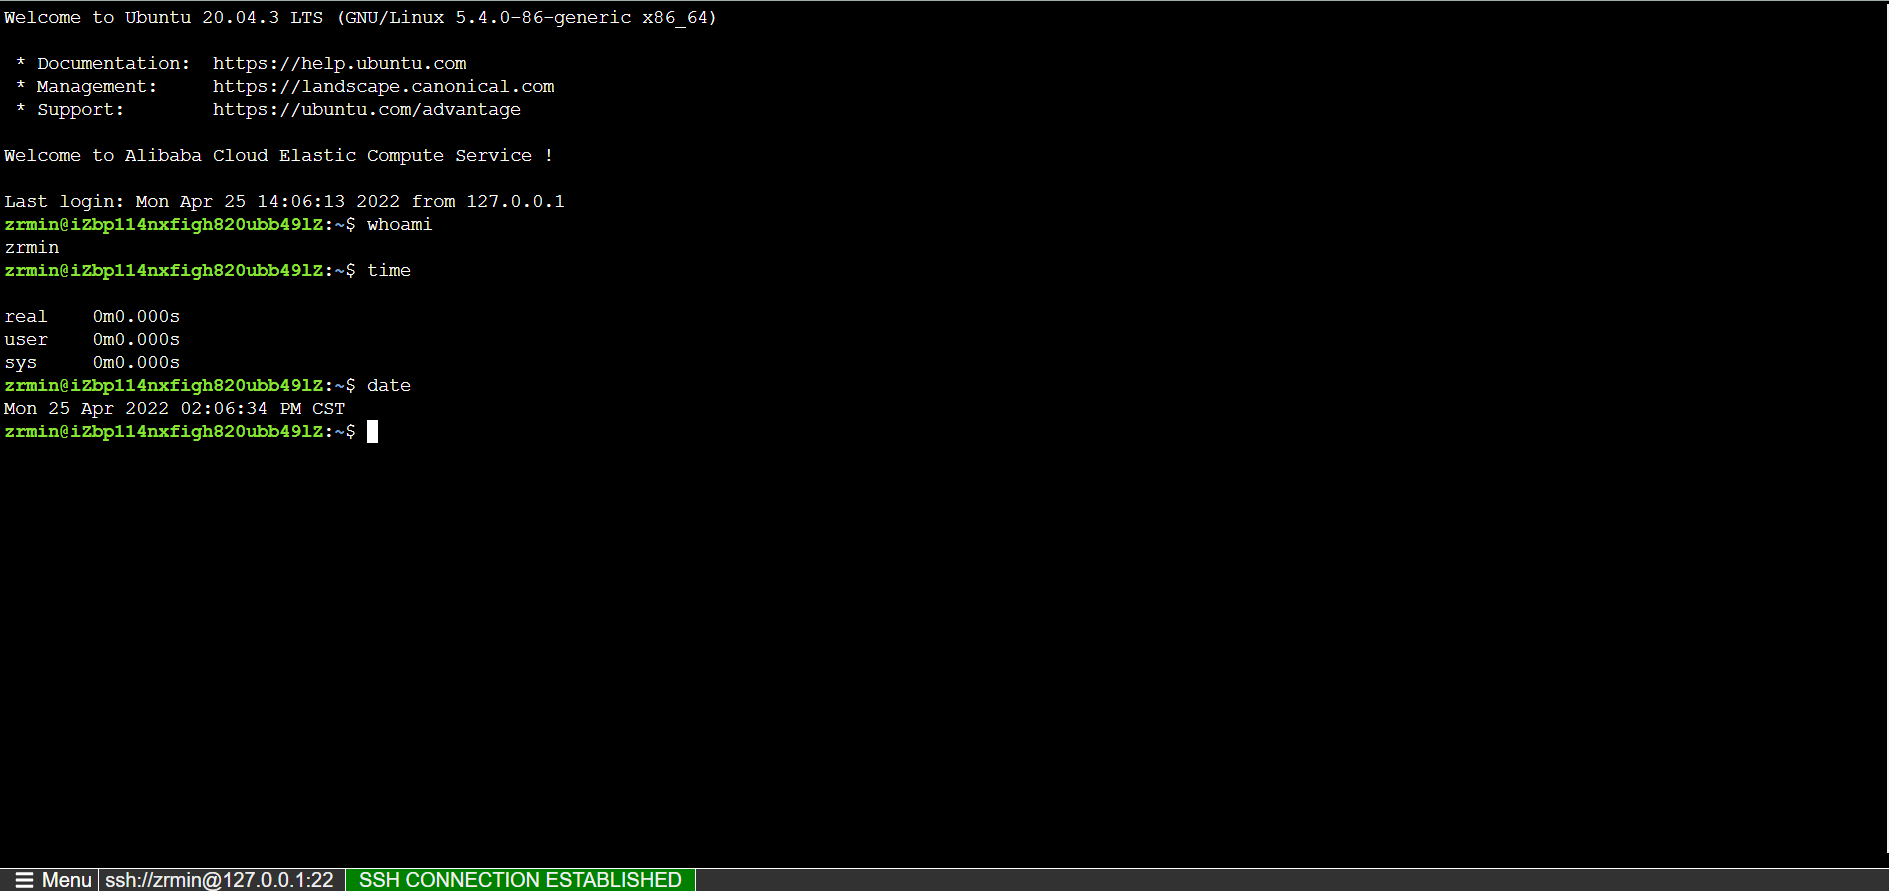 Welcome to Ubuntu 20.04.3 LTS (GNU/Linux 5.4.0-86-generic x86_64)
 * Documentation:  https://help.ubuntu.com
 * Management:     https://landscape.canonical.com
 * Support:        https://ubuntu.com/advantage
Welcome to Alibaba Cloud Elastic Compute Service !
Last login: Mon Apr 25 14:06:13 2022 from 127.0.0.1
zrmin@iZbp114nxfigh820ubb49lZ:~$ whoami
zrmin
zrmin@iZbp114nxfigh820ubb49lZ:~$ time
real    0m0.000s
user    0m0.000s
sys     0m0.000s
zrmin@iZbp114nxfigh820ubb49lZ:~$ date
Mon 25 Apr 2022 02:06:34 PM CST
zrmin@iZbp114nxfigh820ubb49lZ:~$
Menu ssh://zrmin@127.0.0.1:22 SSH CONNECTION ESTABLISHED